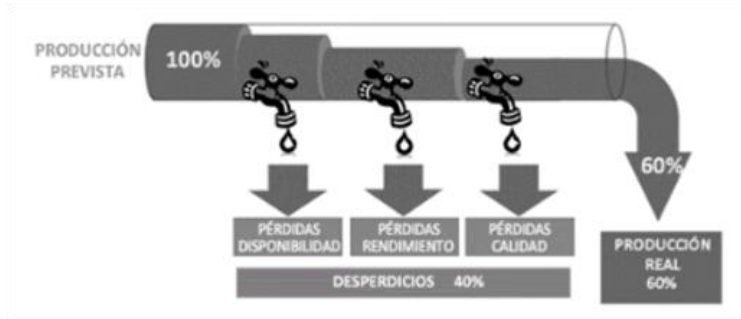 PRODUCCIÓN
PREVISTA
100%
60%
PÉRDIDAS
DISPONIBILIDAD
PÉRDIDAS
RENDIMIENTO
PÉRDIDAS
CALIDAD
DESPERDICIOS 40%
PRODUCCIÓN
REAL
60%